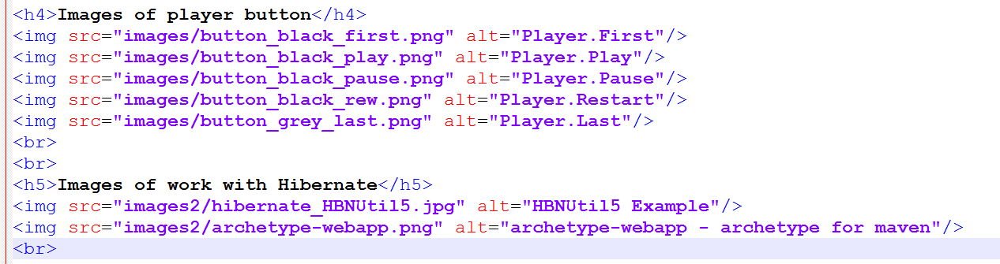 <h4>Images of player button</h4>
<img src="images/button_black_first.png" alt="Player.First"/>
<img src="images/button_black_play.png" alt="Player.Play"/>
<img src="images/button_black_pause.png" alt="Player.Pause"/>
<img src="images/button_black_rew.png" alt="Player.Restart"/>
<img src="images/button_grey_last.png" alt="Player.Last"/>
<br>
<br>
<h5>Images of work with Hibernate</h5>
<img src="images2/hibernate_HBNUtil5.jpg" alt="HBNUtil5 Example"/>
<img src="images2/archetype-webapp.png" alt="archetype-webapp - archetype for maven"/>
<br>